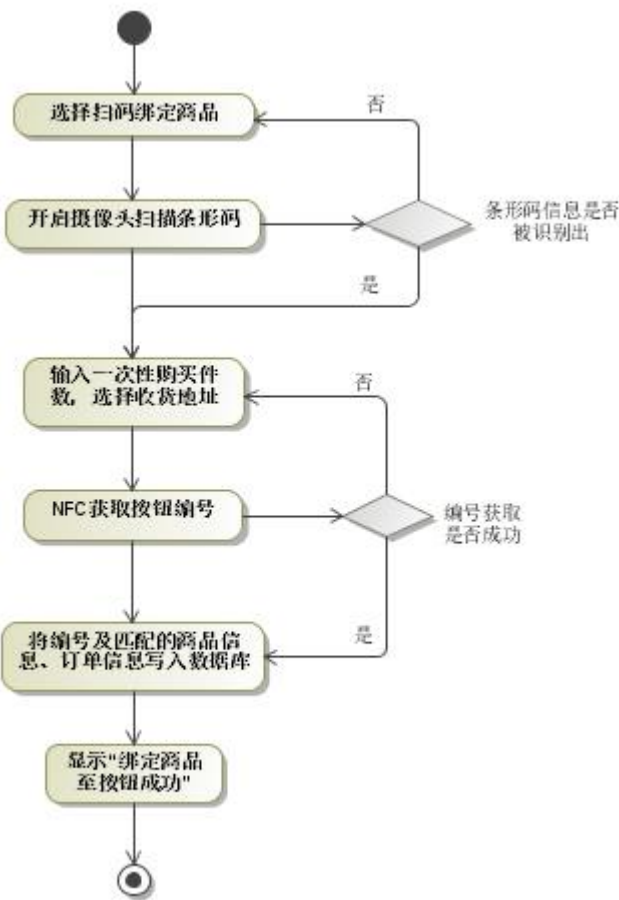 选择扫码绑定商品
否
开启摄像头扫描条形码
条形码信息是否
被识别出
是
输入一次性购买件
数，选择收货地址
否
NFC获取按钮编号
编号获取
是否成功
将编号及匹配的商品信
息、订单信息写入数据库
是
显示"绑定商品
至按钮成功"